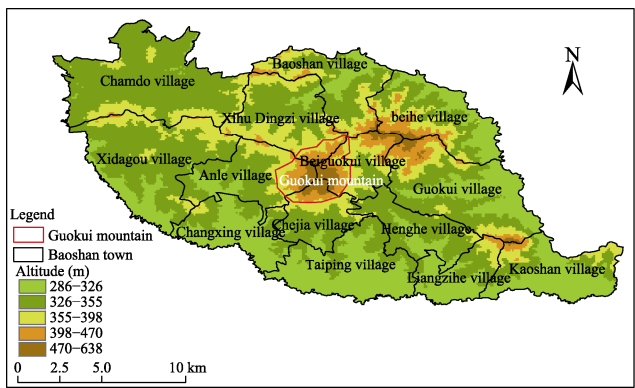 N
Baoshan village
Chamdo village
Xihu Dingzi village
beihe village
Xidagou village
Beiguokui village
Anle village
Guokui mountain
Guokui village
Legend
Guokui mountain
Baoshan town
Changxing village
Chejia village
Henghe village
Altitude (m)
Taiping village
Liangzihe village
Kaoshan village
286−326
326−355
355−398
398−470
470−638
0 2.5 5.0 10 km